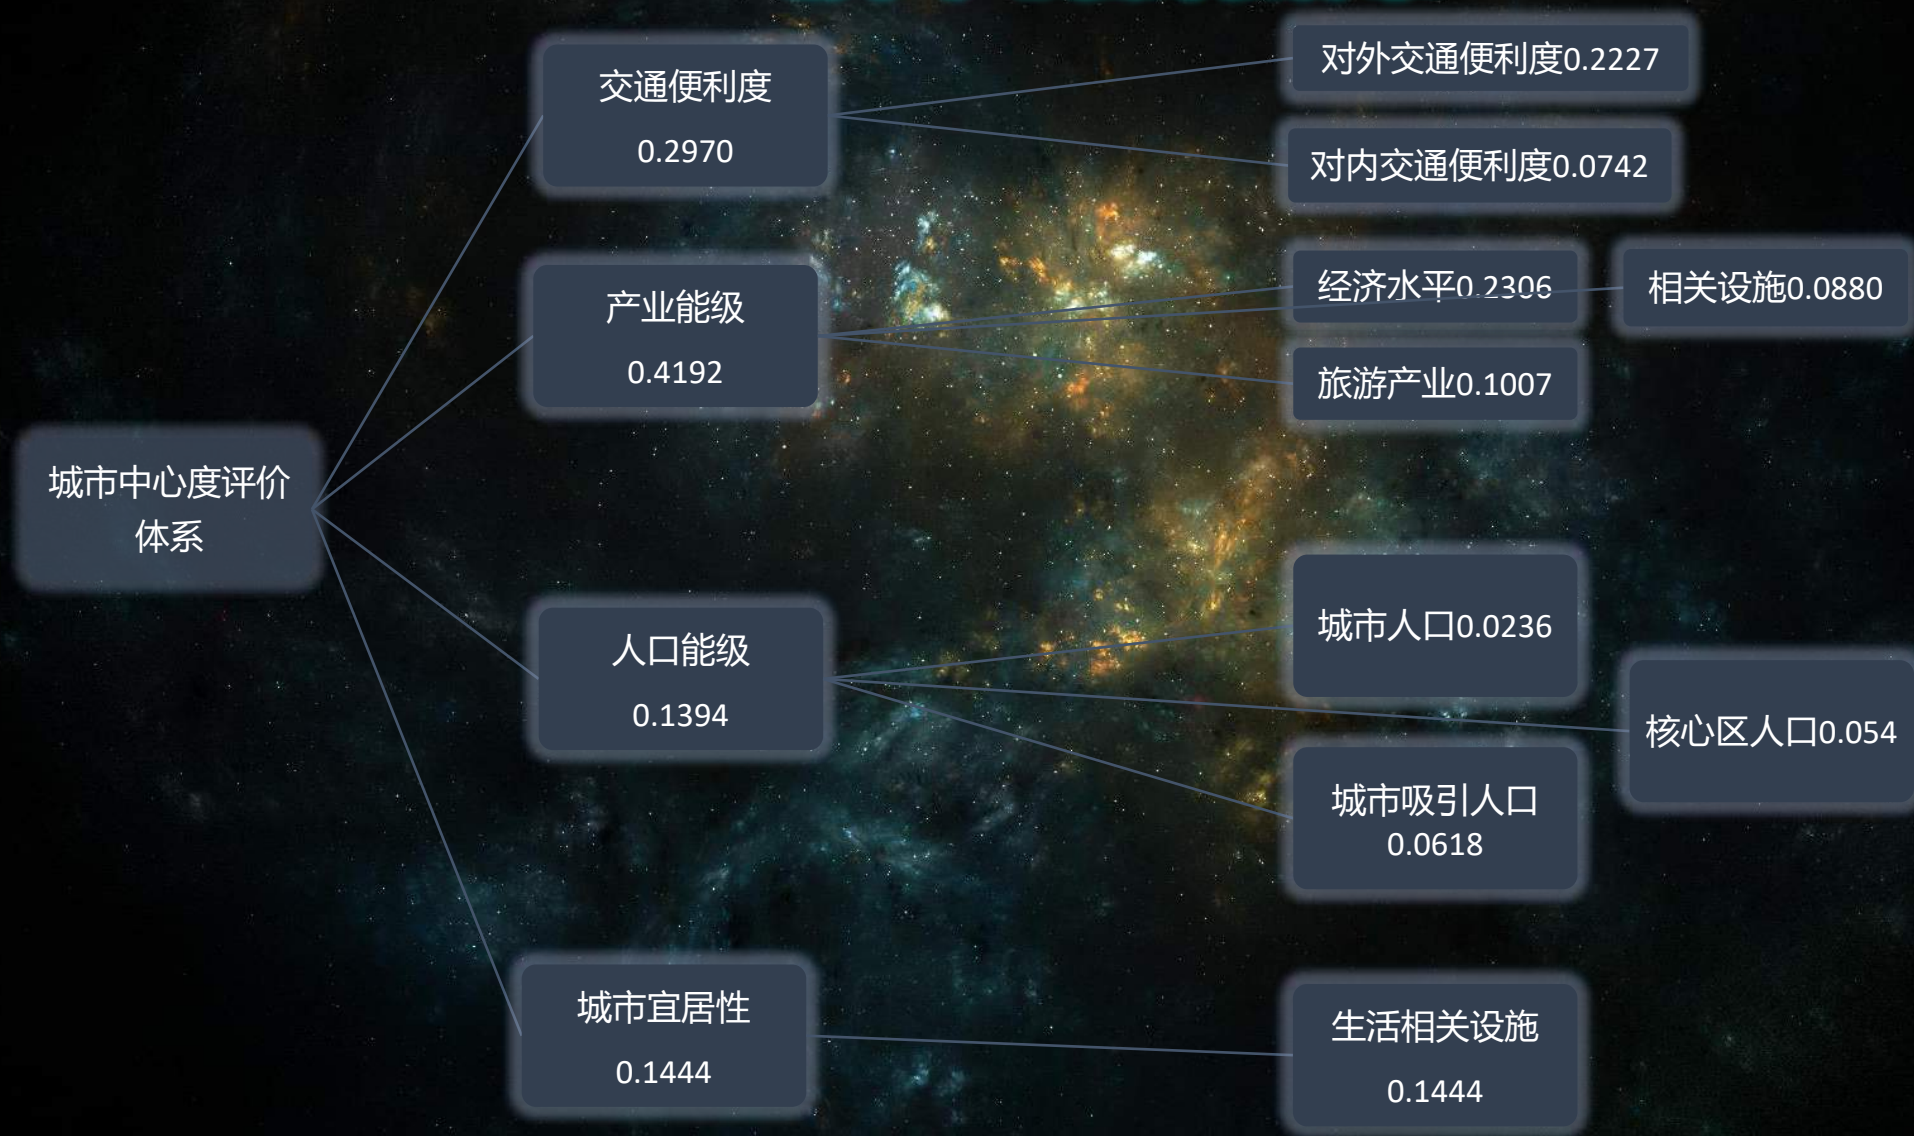 城市中心度评价
体系
交通便利度
0.2970
对外交通便利度0.2227
对内交通便利度0.0742
产业能级
0.4192
经济水平0.2306
相关设施0.0880
旅游产业0.1007
人口能级
0.1394
城市人口0.0236
核心区人口0.054
城市吸引人口
0.0618
城市宜居性
0.1444
生活相关设施
0.1444